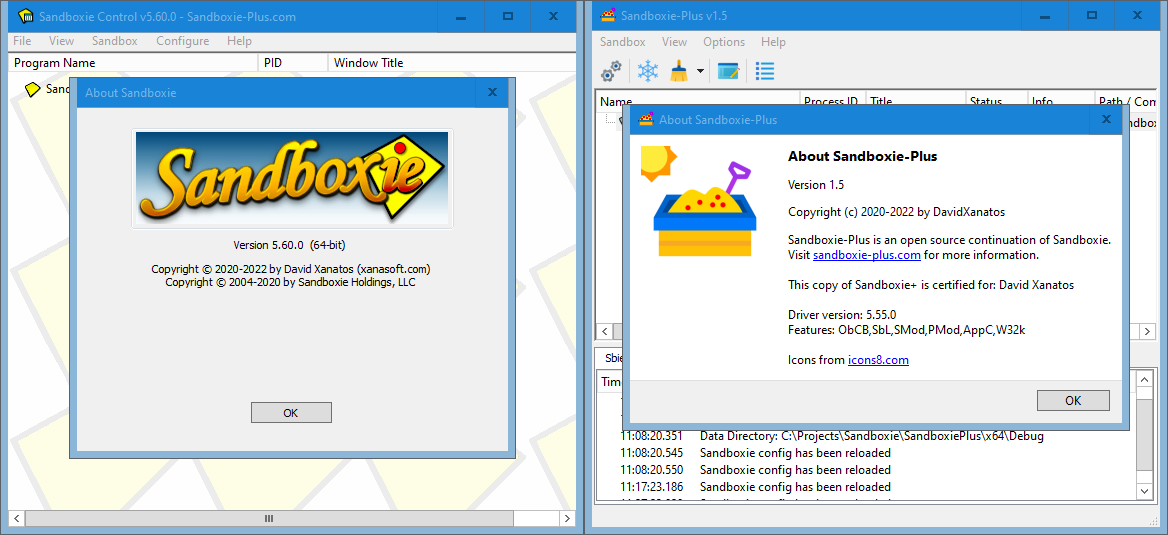 Sandboxie Control v5.60.0 - Sandboxie-Plus.com
File View Sandbox Configure Help
Program Name PID Window Title
About Sandboxie
Sandboxie
Version 5.60.0 (64-bit)
Copyright © 2020-2022 by David Xanatos (xanasoft.com)
Copyright © 2004-2020 by Sandboxie Holdings, LLC
OK
Sandboxie-Plus v1.5
Sandbox View Options Help
Name Process ID Title Status Info Path / Com
About Sandboxie-Plus
About Sandboxie-Plus
Version 1.5
Copyright (c) 2020-2022 by DavidXanatos
Sandboxie-Plus is an open source continuation of Sandboxie.
Visit sandboxie-plus.com for more information.
This copy of Sandboxie+ is certified for: David Xanatos
Driver version: 5.55.0
Features: ObCB,SbL,SMod,PMod,AppC,W32k
Icons from icons8.com
OK
11:08:20.351 Data Directory: C:\Projects\Sandboxie\SandboxiePlus\x64\Debug
11:08:20.545 Sandboxie config has been reloaded
11:08:20.550 Sandboxie config has been reloaded
11:17:23.186 Sandboxie config has been reloaded